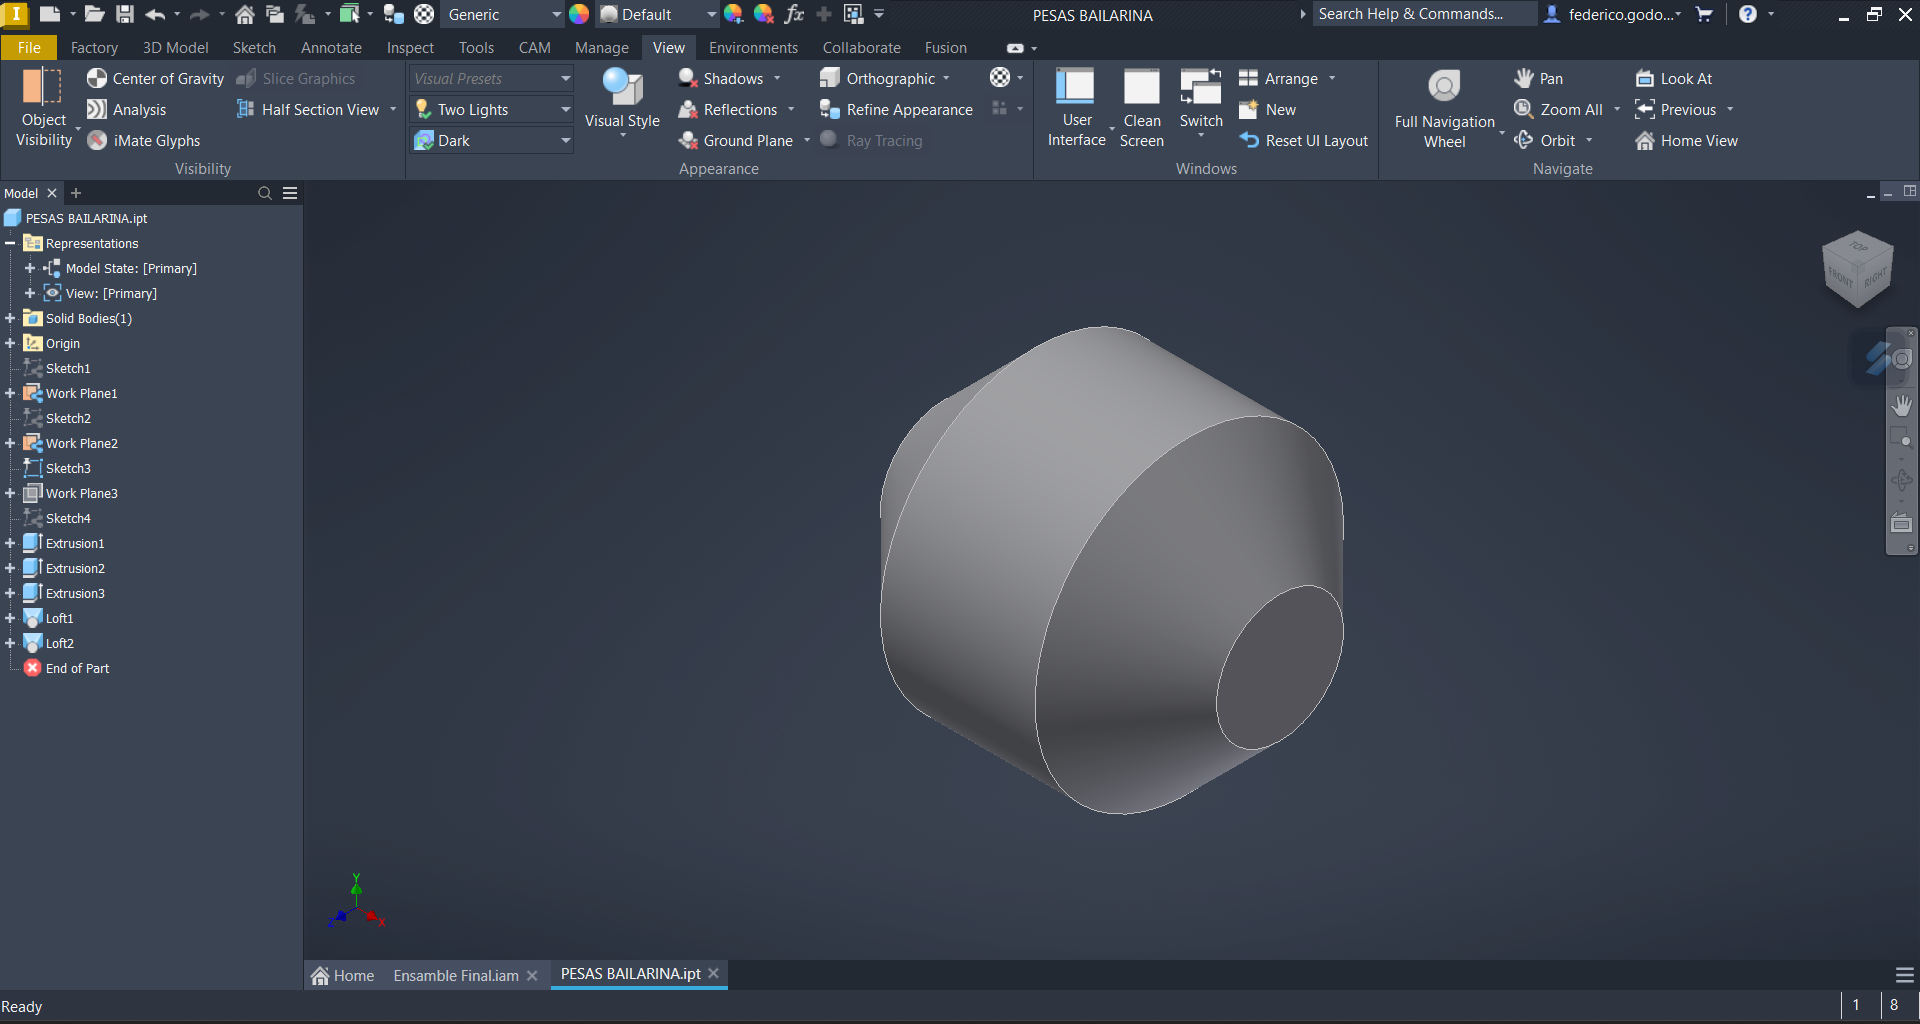 Generic
Default
PESAS BAILARINA
Search Help & Commands...
federico.godo...
File
Factory
3D Model
Sketch
Annotate
Inspect
Tools
CAM
Manage
View
Environments
Collaborate
Fusion
Object
Visibility
Center of Gravity
Slice Graphics
Analysis
Half Section View
iMate Glyphs
Visibility
Visual Presets
Two Lights
Dark
Visual Style
Shadows
Reflections
Ground Plane
Orthographic
Refine Appearance
Ray Tracing
Appearance
User
Interface
Clean
Screen
Switch
Arrange
New
Reset UI Layout
Windows
Full Navigation
Wheel
Pan
Zoom All
Orbit
Look At
Previous
Home View
Navigate
Model
PESAS BAILARINA.ipt
Representations
Model State: [Primary]
View: [Primary]
Solid Bodies(1)
Origin
Sketch1
Work Plane1
Sketch2
Work Plane2
Sketch3
Work Plane3
Sketch4
Extrusion1
Extrusion2
Extrusion3
Loft1
Loft2
End of Part
TOP
FRONT
RIGHT
Y
Z
X
Home
Ensamble Final.iam
PESAS BAILARINA.ipt
Ready
1
8